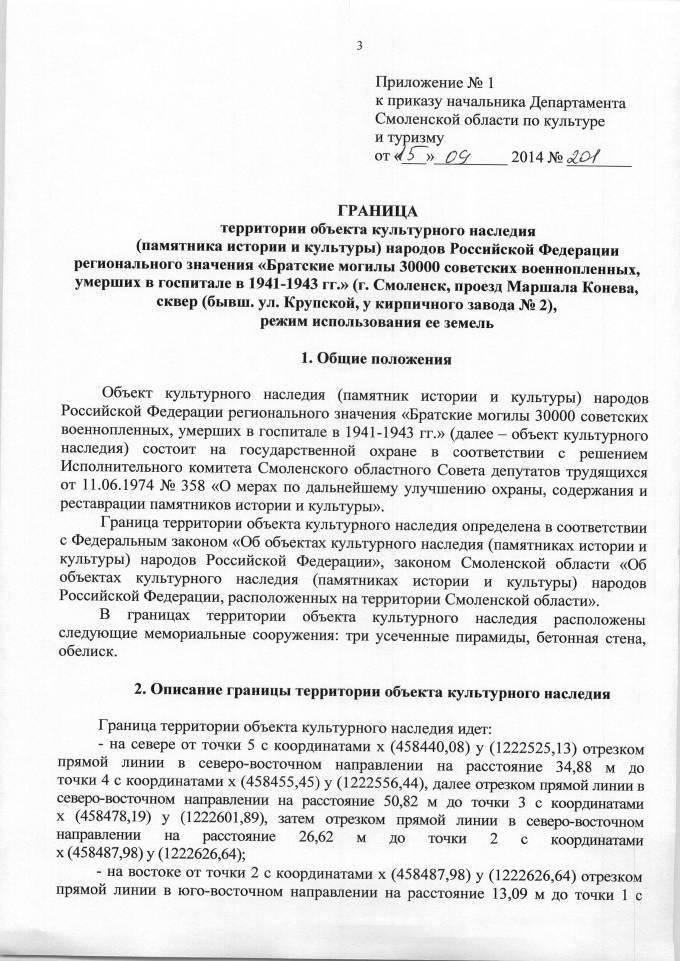 3
Приложение № 1
к приказу начальника Департамента
Смоленской области по культуре
и туризму
от «15» 09 2014 № 201
ГРАНИЦА
территории объекта культурного наследия
(памятника истории и культуры) народов Российской Федерации
регионального значения «Братские могилы 30000 советских военнопленных,
умерших в госпитале в 1941-1943 гг.» (г. Смоленск, проезд Маршала Конева,
сквер (бывш. ул. Крупской, у кирпичного завода № 2),
режим использования ее земель
1. Общие положения
Объект культурного наследия (памятник истории и культуры) народов
Российской Федерации регионального значения «Братские могилы 30000 советских
военнопленных, умерших в госпитале в 1941-1943 гг.» (далее – объект культурного
наследия) состоит на государственной охране в соответствии с решением
Исполнительного комитета Смоленского областного Совета депутатов трудящихся
от 11.06.1974 № 358 «О мерах по дальнейшему улучшению охраны, содержания и
реставрации памятников истории и культуры».
Граница территории объекта культурного наследия определена в соответствии
с Федеральным законом «Об объектах культурного наследия (памятниках истории и
культуры) народов Российской Федерации», законом Смоленской области «Об
объектах культурного наследия (памятниках истории и культуры) народов
Российской Федерации, расположенных на территории Смоленской области».
В границах территории объекта культурного наследия расположены
следующие мемориальные сооружения: три усеченные пирамиды, бетонная стена,
обелиск.
2. Описание границы территории объекта культурного наследия
Граница территории объекта культурного наследия идет:
- на севере от точки 5 с координатами х (458440,08) у (1222525,13) отрезком
прямой линии в северо-восточном направлении на расстояние 34,88 м до
точки 4 с координатами х (458455,45) у (1222556,44), далее отрезком прямой линии в
северо-восточном направлении на расстояние 50,82 м до точки 3 с координатами
х (458478,19) у (1222601,89), затем отрезком прямой линии в северо-восточном
направлении на расстояние 26,62 м до точки 2 с координатами
х (458487,98) у (1222626,64);
- на востоке от точки 2 с координатами х (458487,98) у (1222626,64) отрезком
прямой линии в юго-восточном направлении на расстояние 13,09 м до точки 1 с